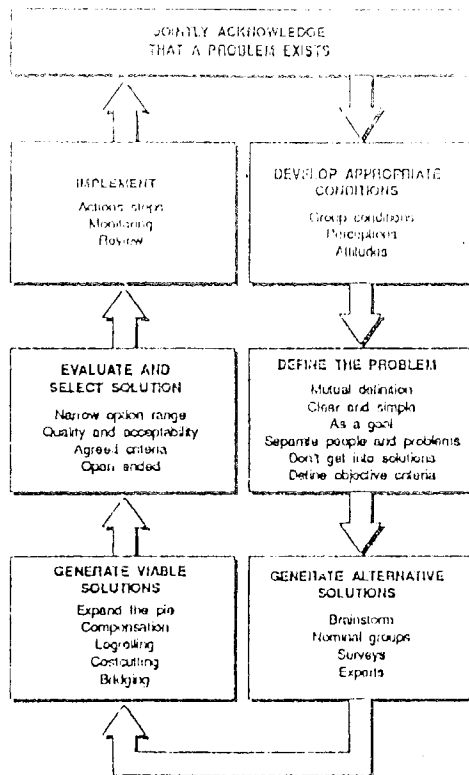 JOINTLY ACKNOWLEDGE
THAT A PROBLEM EXISTS
DEVELOP APPROPRIATE
CONDITIONS
Group conditions
Perceptions
Attitudes
DEFINE THE PROBLEM
Mutual definition
Clear and simple
As a goal
Separate people and problems
Don't get into solutions
Define objective criteria
GENERATE ALTERNATIVE
SOLUTIONS
Brainstorm
Nominal groups
Surveys
Experts
GENERATE VIABLE
SOLUTIONS
Expand the pie
Compensation
Logrolling
Costcutting
Bridging
EVALUATE AND
SELECT SOLUTION
Narrow option range
Quality and acceptability
Agreed criteria
Open ended
IMPLEMENT
Actions steps
Monitoring
Review